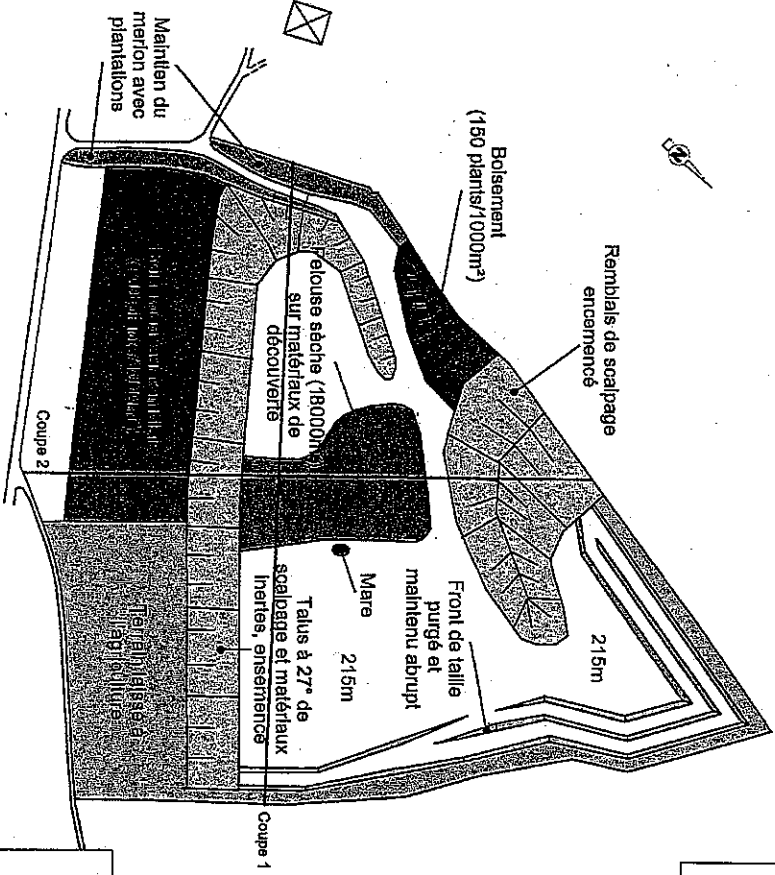 N
Remblais de scalpage
encemencé
Boisement
(150 plants/1000m²)
Maintien du
merlon avec
plantations
Pelouse sèche (18000m
sur matériaux de
découverte
Front de taille
purgé et
maintenu abrupt
215m
Mare
215m
Talus à 27° de
scalpage et matériaux
inertes, ensemencé
Terrain laissé à
l'agriculture
Coupe 2
Coupe 1